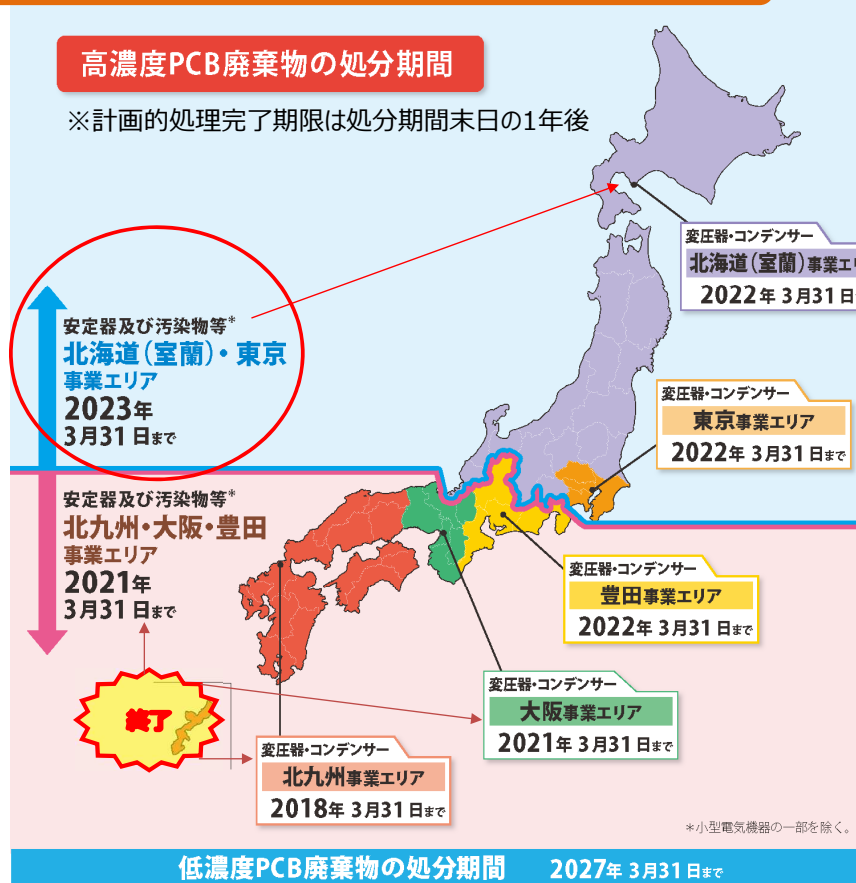 高濃度PCB廃棄物の処分期間
※計画的処理完了期限は処分期間末日の1年後
変圧器・コンデンサー
北海道(室蘭)事業エリ
2022年 3月31日
安定器及び汚染物等*
北海道(室蘭)・東京
事業エリア
2023年
3月31日まで
変圧器・コンデンサー
東京事業エリア
2022年 3月31日まで
安定器及び汚染物等*
北九州・大阪・豊田
事業エリア
2021年
3月31日まで
変圧器・コンデンサー
豊田事業エリア
2022年 3月31日まで
変圧器・コンデンサー
大阪事業エリア
2021年 3月31日まで
終了
変圧器・コンデンサー
北九州事業エリア
2018年 3月31日まで
*小型電気機器の一部を除く。
低濃度PCB廃棄物の処分期間 2027年 3月31日まで